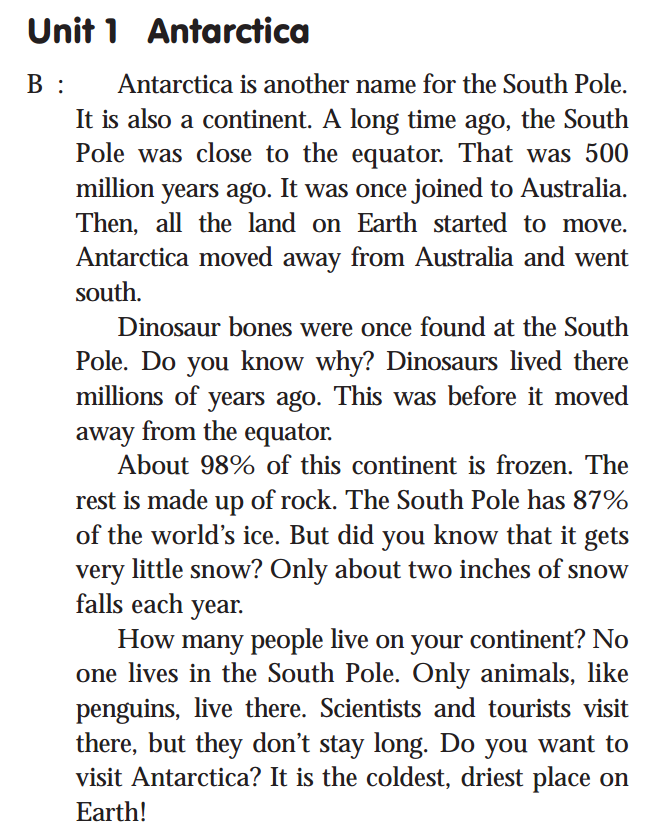 Unit 1 Antarctica
B : Antarctica is another name for the South Pole.
It is also a continent. A long time ago, the South
Pole was close to the equator. That was 500
million years ago. It was once joined to Australia.
Then, all the land on Earth started to move.
Antarctica moved away from Australia and went
south.
Dinosaur bones were once found at the South
Pole. Do you know why? Dinosaurs lived there
millions of years ago. This was before it moved
away from the equator.
About 98% of this continent is frozen. The
rest is made up of rock. The South Pole has 87%
of the world’s ice. But did you know that it gets
very little snow? Only about two inches of snow
falls each year.
How many people live on your continent? No
one lives in the South Pole. Only animals, like
penguins, live there. Scientists and tourists visit
there, but they don’t stay long. Do you want to
visit Antarctica? It is the coldest, driest place on
Earth!